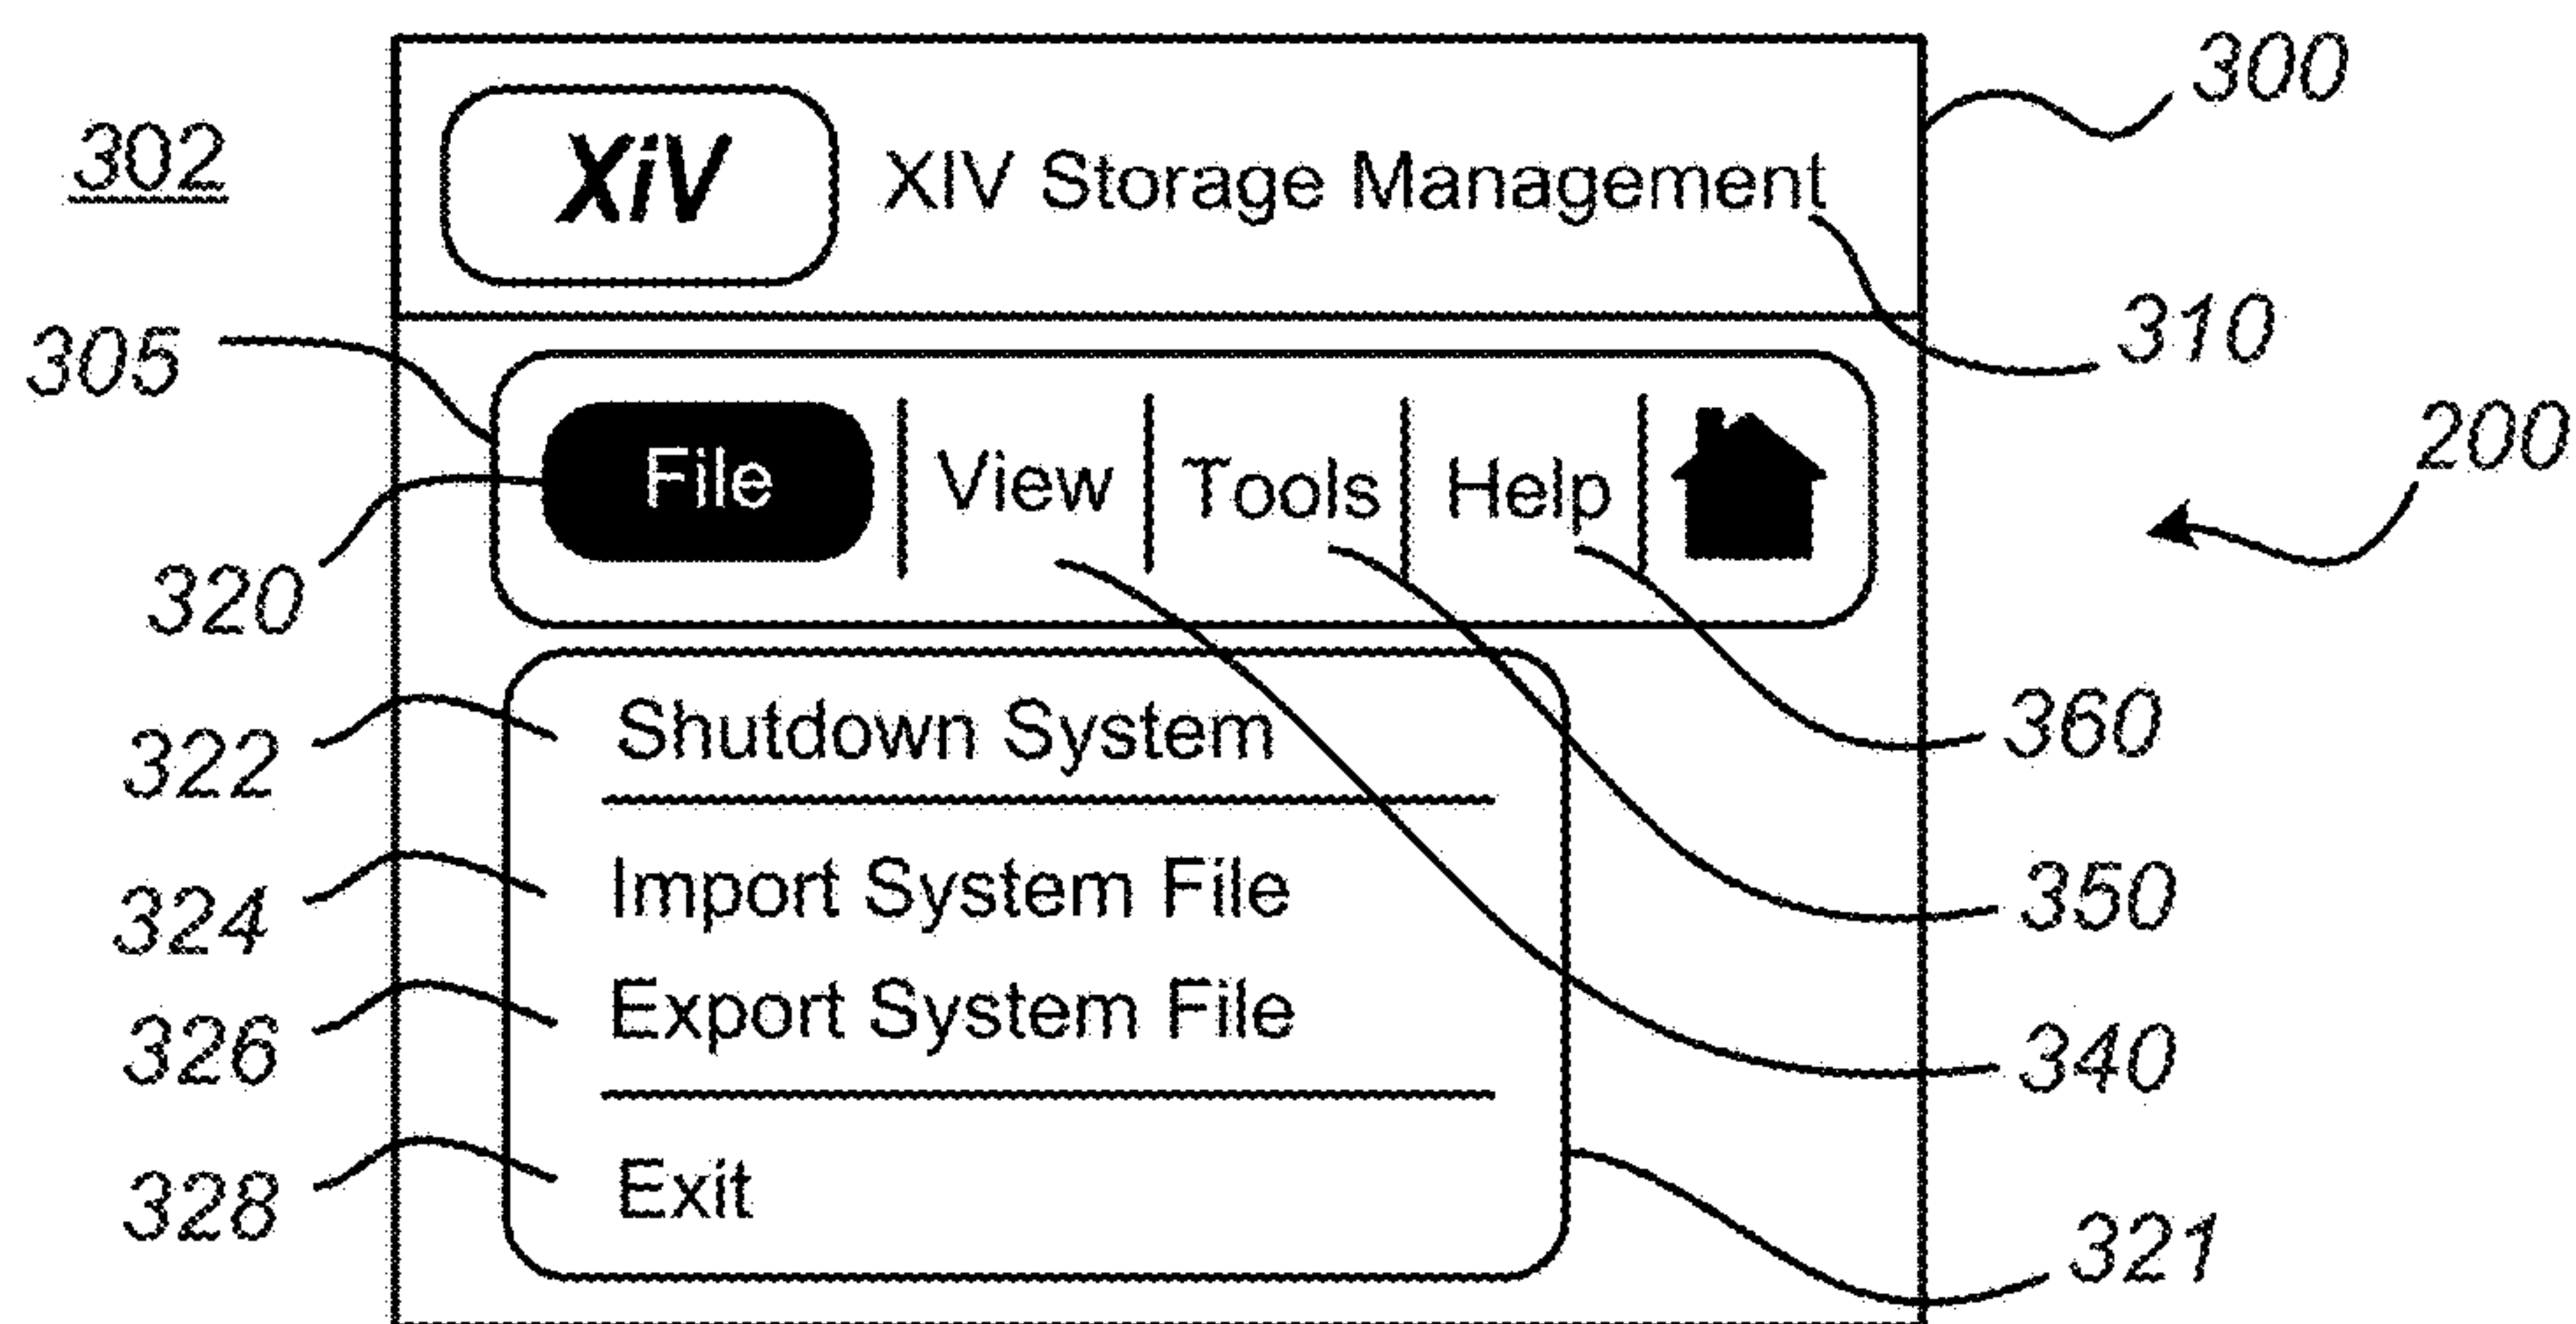 300
302
XiV XIV Storage Management
305
310
200
File View Tools Help
320
322
Shutdown System
360
324
Import System File
350
326
Export System File
340
328
Exit
321